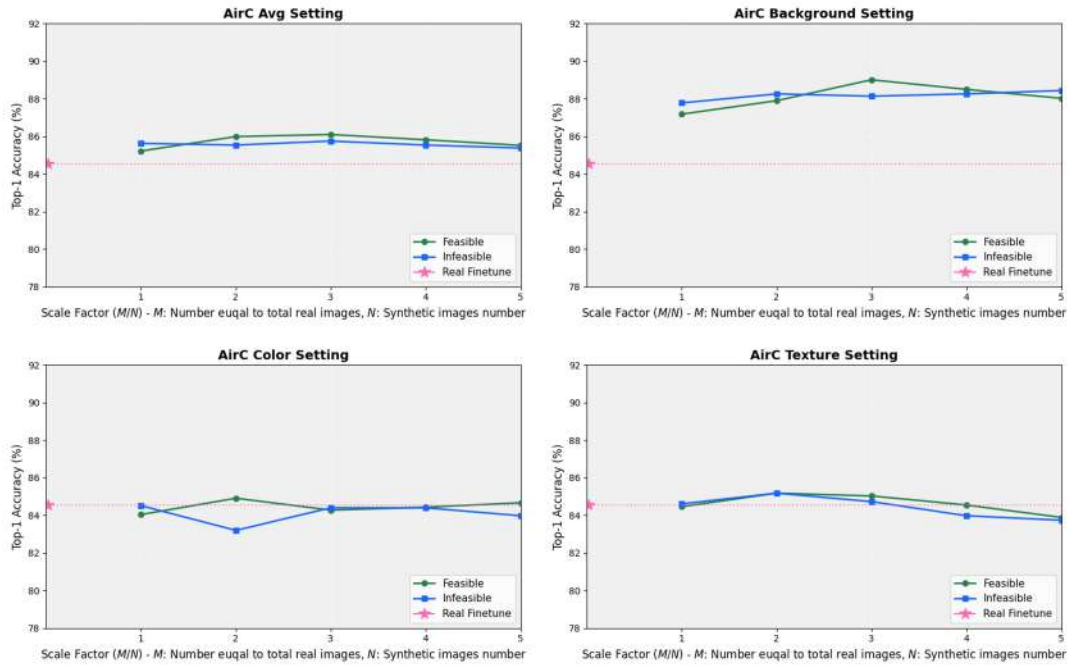 AirC Avg Setting
92
90
88
86
84
82
80
78
Top-1 Accuracy (%)
Feasible
Infeasible
Real Finetune
1 2 3 4 5
Scale Factor (M/N) - M: Number euqal to total real images, N: Synthetic images number
AirC Background Setting
92
90
88
86
84
82
80
78
Top-1 Accuracy (%)
Feasible
Infeasible
Real Finetune
1 2 3 4 5
Scale Factor (M/N) - M: Number euqal to total real images, N: Synthetic images number
AirC Color Setting
92
90
88
86
84
82
80
78
Top-1 Accuracy (%)
Feasible
Infeasible
Real Finetune
1 2 3 4 5
Scale Factor (M/N) - M: Number euqal to total real images, N: Synthetic images number
AirC Texture Setting
92
90
88
86
84
82
80
78
Top-1 Accuracy (%)
Feasible
Infeasible
Real Finetune
1 2 3 4 5
Scale Factor (M/N) - M: Number euqal to total real images, N: Synthetic images number